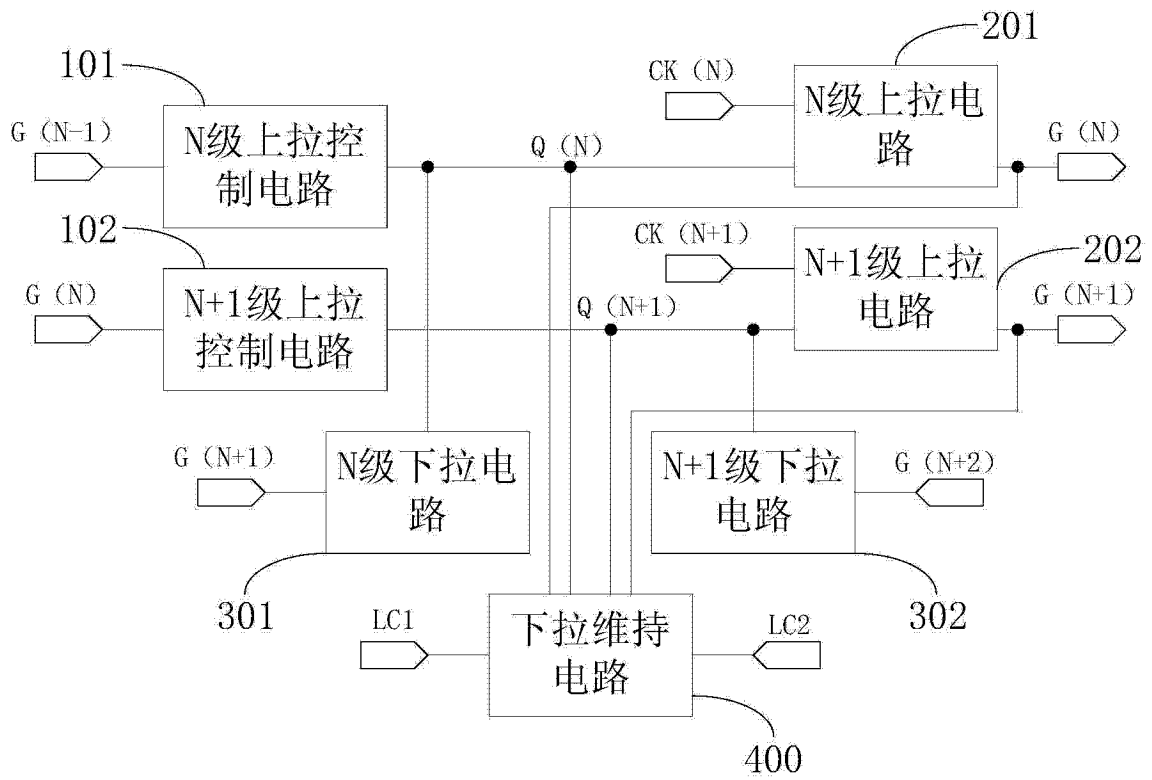 201
101
CK (N)
N级上拉电
路
G (N-1)
N级上拉控
制电路
Q (N)
G (N)
102
CK (N+1)
N+1级上拉
电路
202
G (N)
N+1级上拉
控制电路
Q (N+1)
G (N+1)
G (N+1)
N级下拉电
路
N+1级下拉
电路
G (N+2)
301
302
LC1
下拉维持
电路
LC2
400